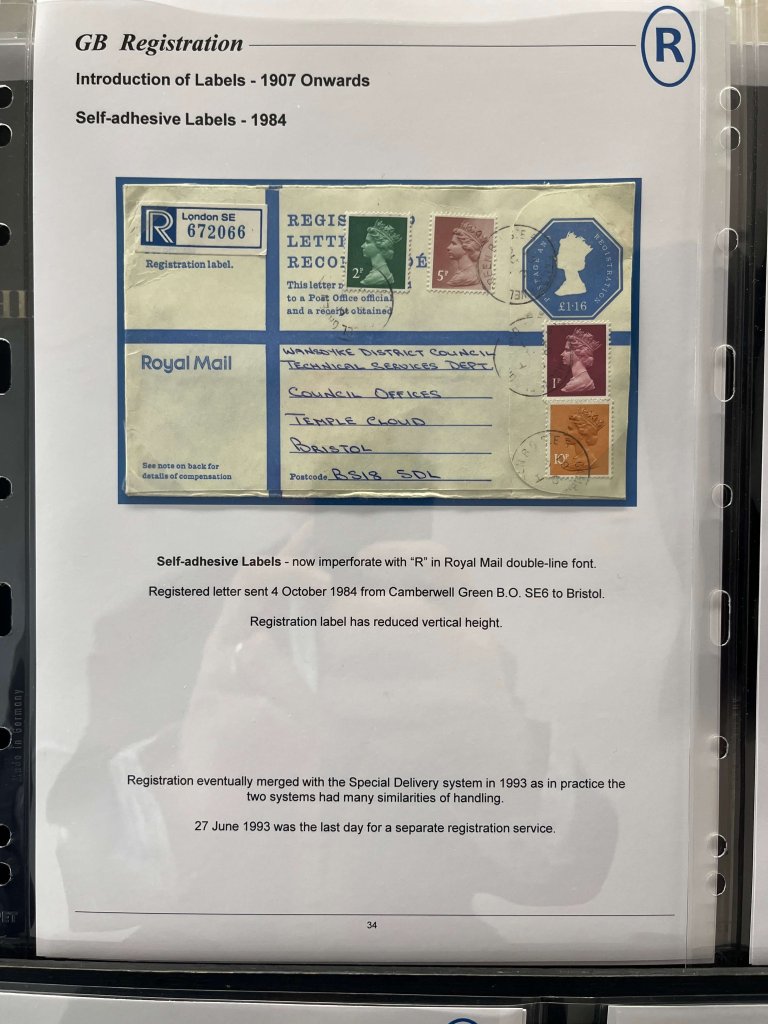 GB Registration
R
Introduction of Labels - 1907 Onwards
Self-adhesive Labels - 1984
R London SE
672066
Registration label.
This letter
to a Post Office official
and a receipt obtained
2P
5P
POSTAGE AND REGISTRATION
£1·16
1P
10P
Royal Mail
See note on back for
details of compensation
WANSDYKE DISTRICT COUNCIL
TECHNICAL SERVICES DEPT.
COUNCIL OFFICES
TEMPLE CLOUD
BRISTOL
Postcode BS18 5DL
Self-adhesive Labels - now imperforate with “R” in Royal Mail double-line font.
Registered letter sent 4 October 1984 from Camberwell Green B.O. SE6 to Bristol.
Registration label has reduced vertical height.
Registration eventually merged with the Special Delivery system in 1993 as in practice the
two systems had many similarities of handling.
27 June 1993 was the last day for a separate registration service.
34
Made in Germany